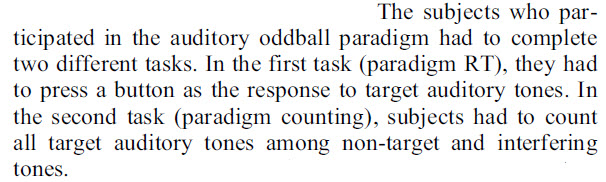 The subjects who par-
ticipated in the auditory oddball paradigm had to complete
two different tasks. In the first task (paradigm RT), they had
to press a button as the response to target auditory tones. In
the second task (paradigm counting), subjects had to count
all target auditory tones among non-target and interfering
tones.